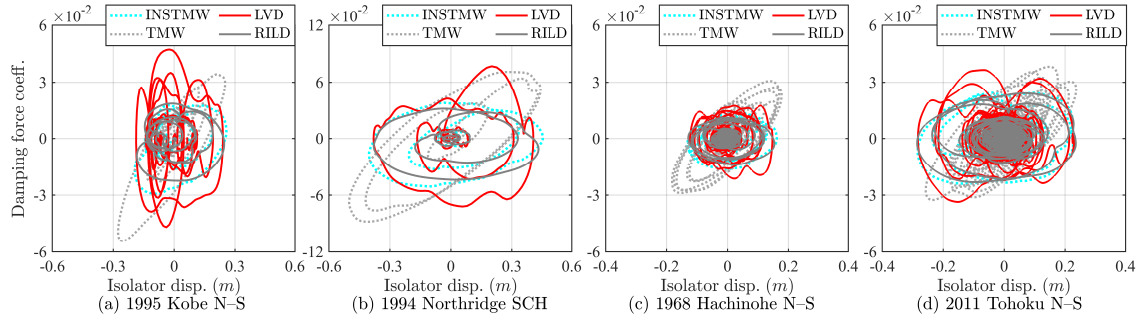 ×10⁻² ×10⁻² ×10⁻² ×10⁻²
6 INSTMW LVD 12 INSTMW LVD 6 INSTMW LVD 6 INSTMW LVD
TMW RILD TMW RILD TMW RILD TMW RILD
3 6 3 3
0 0 0 0
-3 -6 -3 -3
-6 -12 -6 -6
Damping force coeff.
-0.6 -0.3 0 0.3 0.6 -0.6 -0.3 0 0.3 0.6 -0.4 -0.2 0 0.2 0.4 -0.4 -0.2 0 0.2 0.4
Isolator disp. (m) Isolator disp. (m) Isolator disp. (m) Isolator disp. (m)
(a) 1995 Kobe N–S (b) 1994 Northridge SCH (c) 1968 Hachinohe N–S (d) 2011 Tohoku N–S